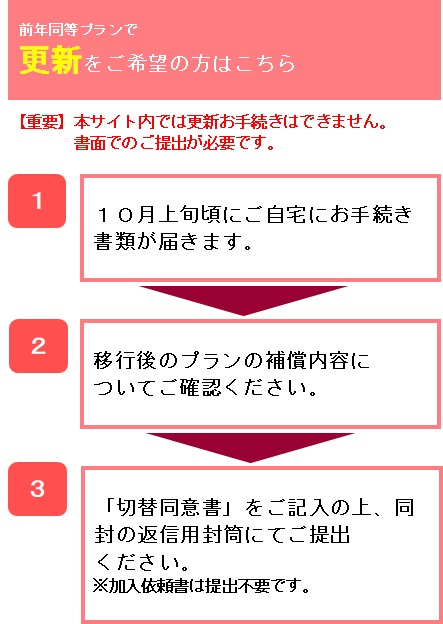 前年同等プランで
更新をご希望の方はこちら
【重要】本サイト内では更新お手続きはできません。
書面でのご提出が必要です。
1
１０月上旬頃にご自宅にお手続き
書類が届きます。
2
移行後のプランの補償内容に
ついてご確認ください。
3
「切替同意書」をご記入の上、同
封の返信用封筒にてご提出
ください。
※加入依頼書は提出不要です。